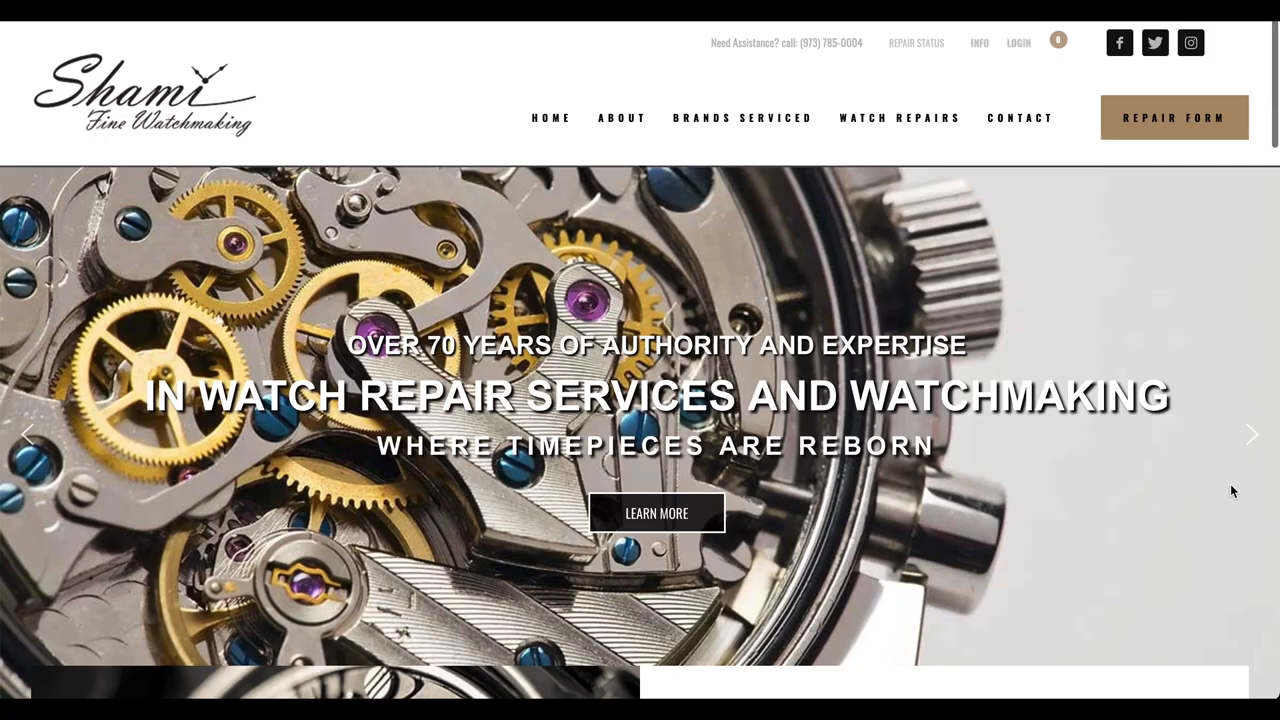 Need Assistance? call: (973) 785-0004 REPAIR STATUS INFO LOGIN 0
Shami
Fine Watchmaking
HOME ABOUT BRANDS SERVICED WATCH REPAIRS CONTACT REPAIR FORM
OVER 70 YEARS OF AUTHORITY AND EXPERTISE
IN WATCH REPAIR SERVICES AND WATCHMAKING
WHERE TIMEPIECES ARE REBORN
LEARN MORE